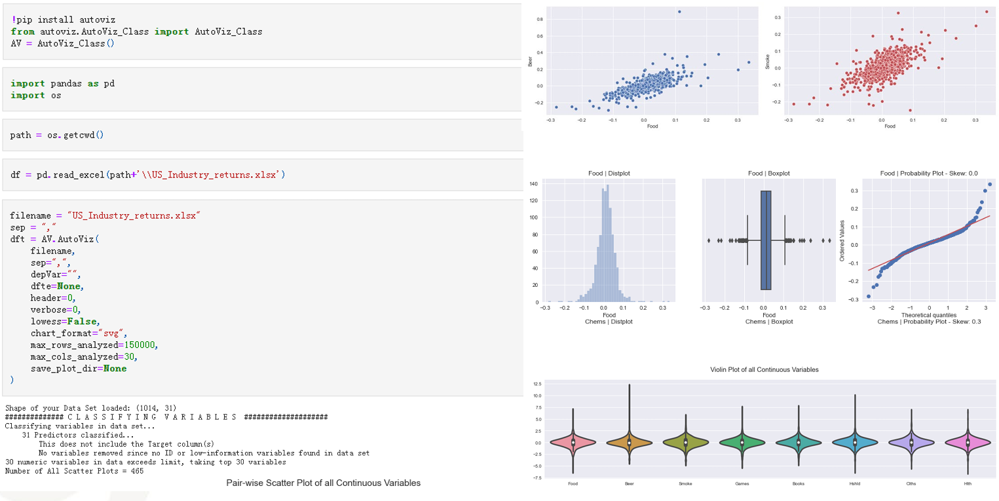 !pip install autoviz
from autoviz.AutoViz_Class import AutoViz_Class
AV = AutoViz_Class()
import pandas as pd
import os
path = os.getcwd()
df = pd.read_excel(path+'\\US_Industry_returns.xlsx')
filename = "US_Industry_returns.xlsx"
sep = ","
dft = AV.AutoViz(
    filename,
    sep=",",
    depVar="",
    dfte=None,
    header=0,
    verbose=0,
    lowess=False,
    chart_format="svg",
    max_rows_analyzed=150000,
    max_cols_analyzed=30,
    save_plot_dir=None
)
Shape of your Data Set loaded: (1014, 31)
############## C L A S S I F Y I N G  V A R I A B L E S  ####################
Classifying variables in data set...
    31 Predictors classified...
        This does not include the Target column(s)
        No variables removed since no ID or low-information variables found in data set
30 numeric variables in data exceeds limit, taking top 30 variables
Number of All Scatter Plots = 465
Pair-wise Scatter Plot of all Continuous Variables
Beer
0.8
0.6
0.4
0.2
0.0
−0.2
−0.3 −0.2 −0.1 0.0 0.1 0.2 0.3
Food
Smoke
0.3
0.2
0.1
0.0
−0.1
−0.2
−0.3 −0.2 −0.1 0.0 0.1 0.2 0.3
Food
Food | Distplot
140
120
100
80
60
40
20
0
−0.3 −0.2 −0.1 0.0 0.1 0.2 0.3
Food
Chems | Distplot
Food | Boxplot
−0.3 −0.2 −0.1 0.0 0.1 0.2 0.3
Food
Chems | Boxplot
Food | Probability Plot - Skew: 0.0
Ordered Values
0.3
0.2
0.1
0.0
−0.1
−0.2
−0.3
−3 −2 −1 0 1 2 3
Theoretical quantiles
Chems | Probability Plot - Skew: 0.3
Violin Plot of all Continuous Variables
12.5
10.0
7.5
5.0
2.5
0.0
−2.5
−5.0
−7.5
Food Beer Smoke Games Books Hshld Clths Hlth